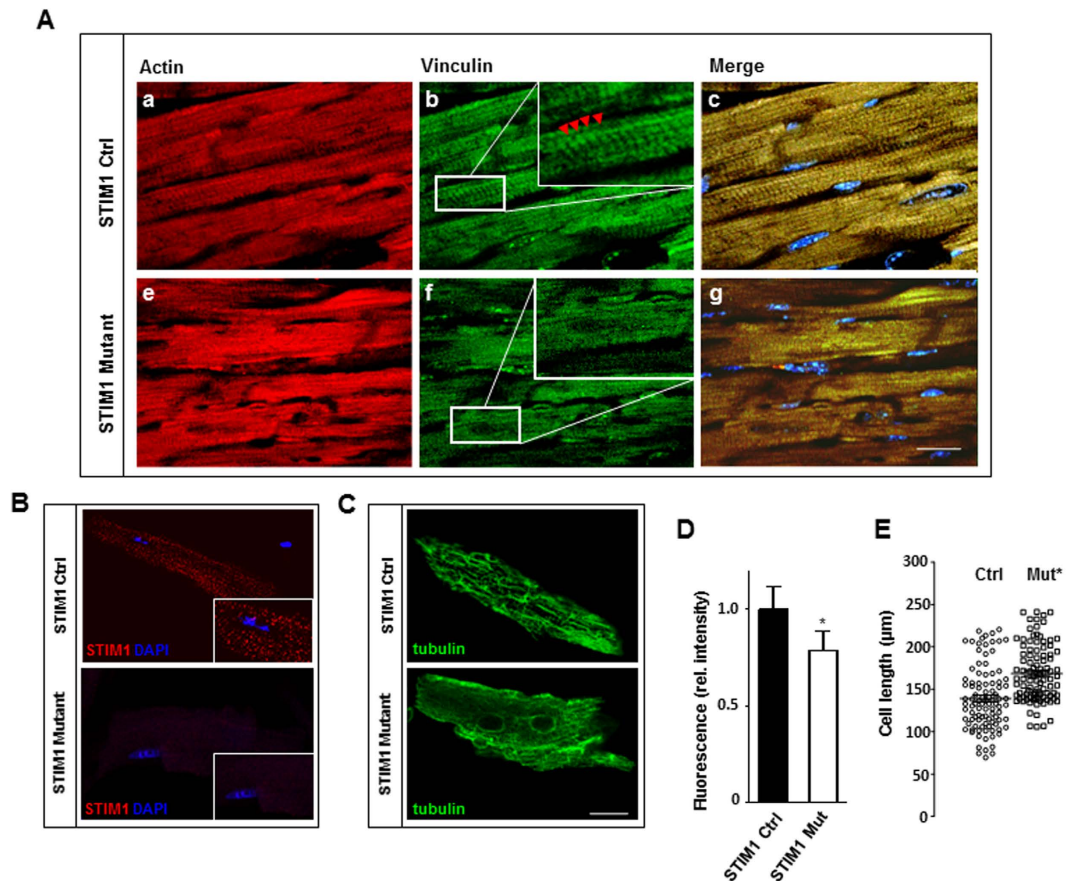 A
STIM1 Ctrl
STIM1 Mutant
Actin
Vinculin
Merge
a
b
c
e
f
g
B
STIM1 Ctrl
STIM1 Mutant
STIM1 DAPI
STIM1 DAPI
C
STIM1 Ctrl
STIM1 Mutant
tubulin
tubulin
D
Fluorescence (rel. intensity)
1.0
0.5
0
*
STIM1 Ctrl
STIM1 Mut
E
Cell length (µm)
300
250
200
150
100
50
0
Ctrl
Mut*